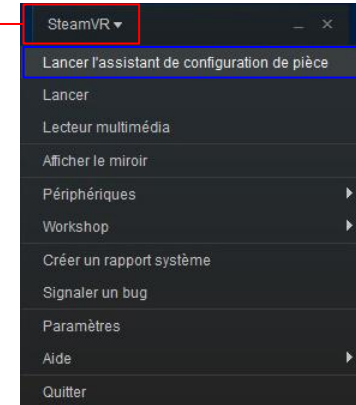 SteamVR
Lancer l'assistant de configuration de pièce
Lancer
Lecteur multimédia
Afficher le miroir
Périphériques
Workshop
Créer un rapport système
Signaler un bug
Paramètres
Aide
Quitter